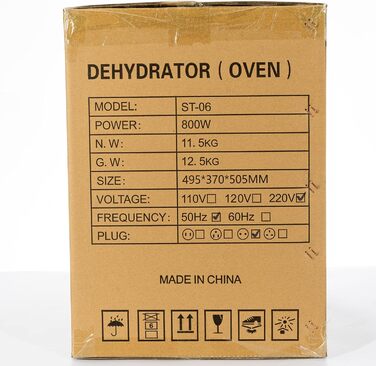 DEHYDRATOR ( OVEN )
MODEL: ST-06
POWER: 800W
N. W: 11. 5KG
G. W: 12. 5KG
SIZE: 495*370*505MM
VOLTAGE: 110V□ 120V□ 220V☑
FREQUENCY: 50Hz☑ 60Hz□
PLUG: □ □ ☑ □
MADE IN CHINA
6